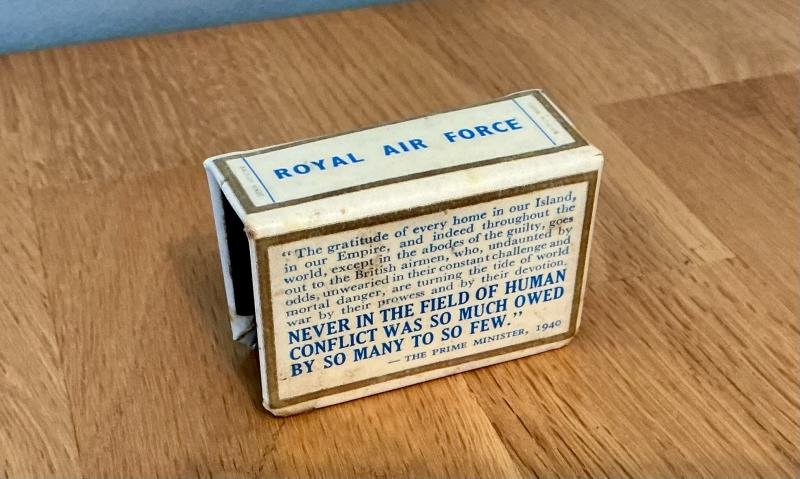 ROYAL AIR FORCE
“The gratitude of every home in our Island,
in our Empire, and indeed throughout the
world, except in the abodes of the guilty, goes
out to the British airmen, who, undaunted by
odds, unwearied in their constant challenge and
mortal danger, are turning the tide of world
war by their prowess and by their devotion.
NEVER IN THE FIELD OF HUMAN
CONFLICT WAS SO MUCH OWED
BY SO MANY TO SO FEW.”
— THE PRIME MINISTER, 1940